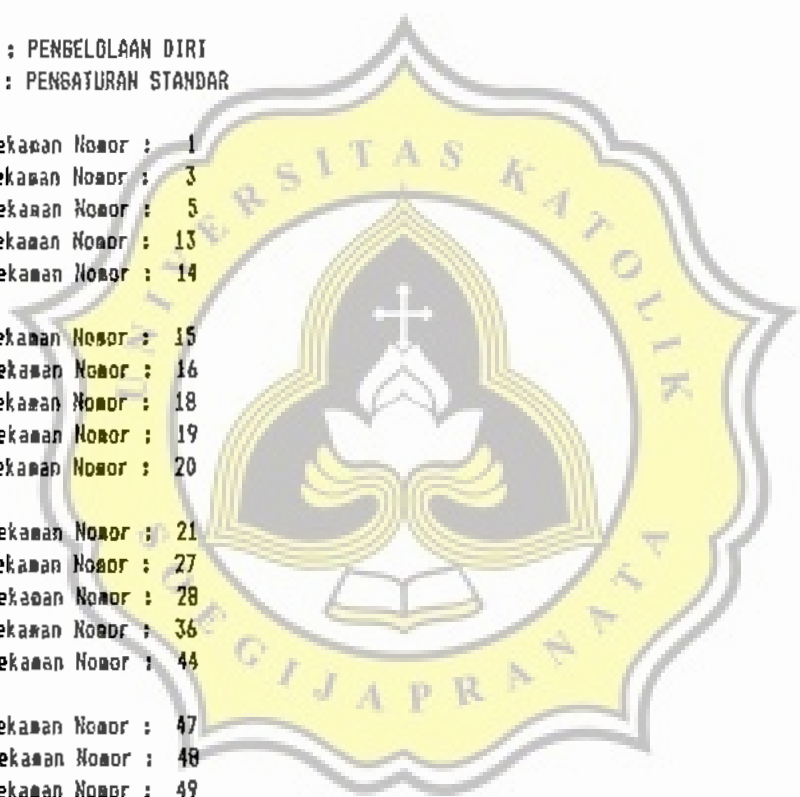 : PENGELOLAAN DIRI
: PENGATURAN STANDAR
ekaman Nomor : 1
ekaman Nomor : 3
ekaman Nomor : 5
ekaman Nomor : 13
ekaman Nomor : 14
ekaman Nomor : 15
ekaman Nomor : 16
ekaman Nomor : 18
ekaman Nomor : 19
ekaman Nomor : 20
ekaman Nomor : 21
ekaman Nomor : 27
ekaman Nomor : 28
ekaman Nomor : 36
ekaman Nomor : 44
ekaman Nomor : 47
ekaman Nomor : 48
ekaman Nomor : 49
UNIVERSITAS KATOLIK
SOEGIJAPRANATA